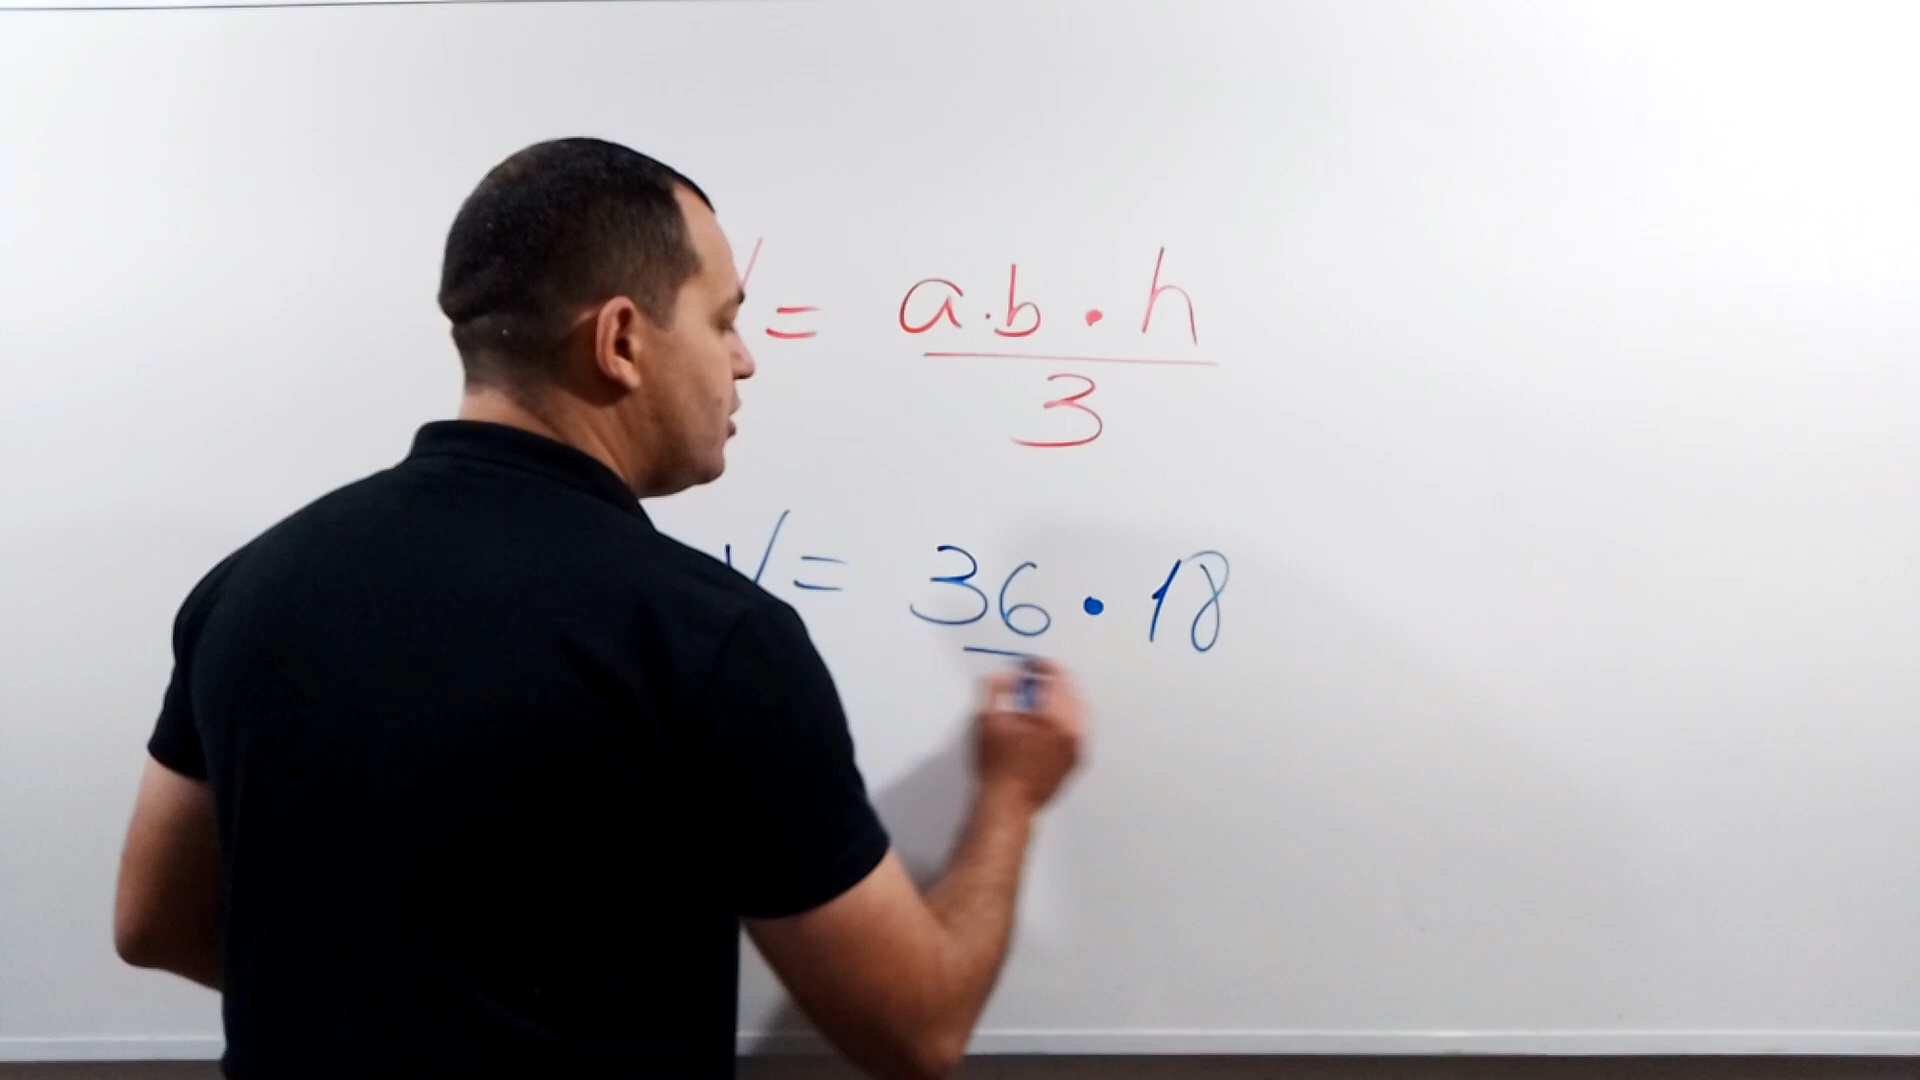 V = a·b·h
3
V = 36·18